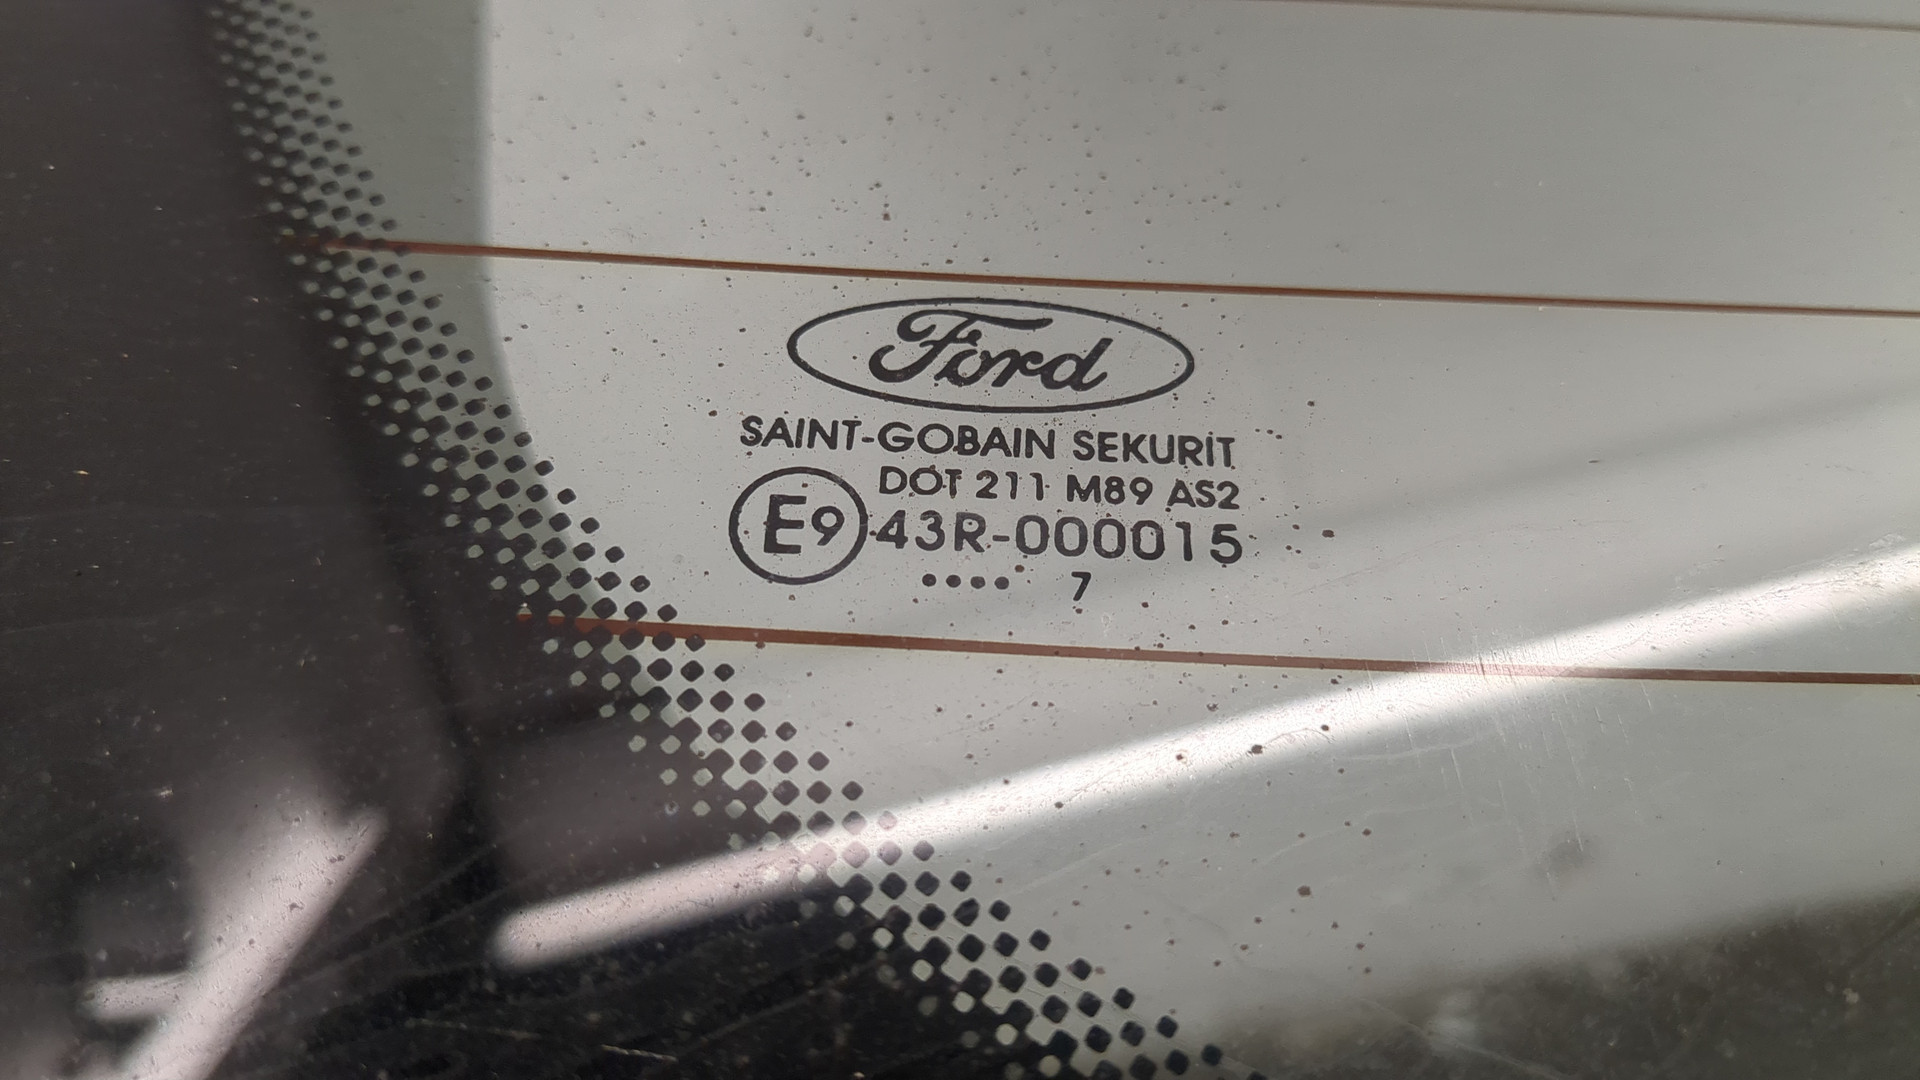 Ford
SAINT-GOBAIN SEKURIT
DOT 211 M89 AS2
E9 43R-000015
•••• 7